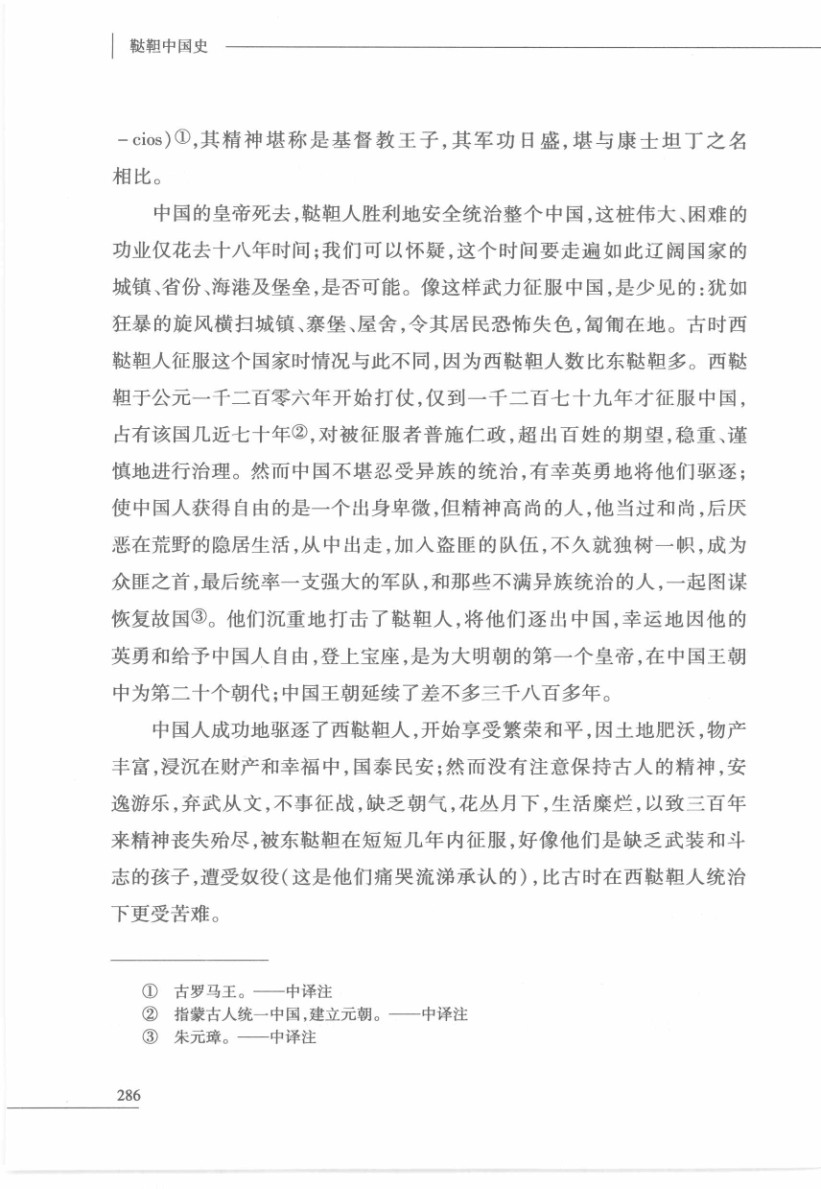 鞑靼中国史
－cios)①,其精神堪称是基督教王子,其军功日盛,堪与康士坦丁之名
相比。
中国的皇帝死去,鞑靼人胜利地安全统治整个中国,这桩伟大、困难的
功业仅花去十八年时间;我们可以怀疑,这个时间要走遍如此辽阔国家的
城镇、省份、海港及堡垒,是否可能。像这样武力征服中国,是少见的:犹如
狂暴的旋风横扫城镇、寨堡、屋舍,令其居民恐怖失色,匐匍在地。古时西
鞑靼人征服这个国家时情况与此不同,因为西鞑靼人数比东鞑靼多。西鞑
靼于公元一千二百零六年开始打仗,仅到一千二百七十九年才征服中国,
占有该国几近七十年②,对被征服者普施仁政,超出百姓的期望,稳重、谨
慎地进行治理。然而中国不堪忍受异族的统治,有幸英勇地将他们驱逐;
使中国人获得自由的是一个出身卑微,但精神高尚的人,他当过和尚,后厌
恶在荒野的隐居生活,从中出走,加入盗匪的队伍,不久就独树一帜,成为
众匪之首,最后统率一支强大的军队,和那些不满异族统治的人,一起图谋
恢复故国③。他们沉重地打击了鞑靼人,将他们逐出中国,幸运地因他的
英勇和给予中国人自由,登上宝座,是为大明朝的第一个皇帝,在中国王朝
中为第二十个朝代;中国王朝延续了差不多三千八百多年。
中国人成功地驱逐了西鞑靼人,开始享受繁荣和平,因土地肥沃,物产
丰富,浸沉在财产和幸福中,国泰民安;然而没有注意保持古人的精神,安
逸游乐,弃武从文,不事征战,缺乏朝气,花丛月下,生活糜烂,以致三百年
来精神丧失殆尽,被东鞑靼在短短几年内征服,好像他们是缺乏武装和斗
志的孩子,遭受奴役(这是他们痛哭流涕承认的),比古时在西鞑靼人统治
下更受苦难。
① 古罗马王。——中译注
② 指蒙古人统一中国,建立元朝。——中译注
③ 朱元璋。——中译注
286